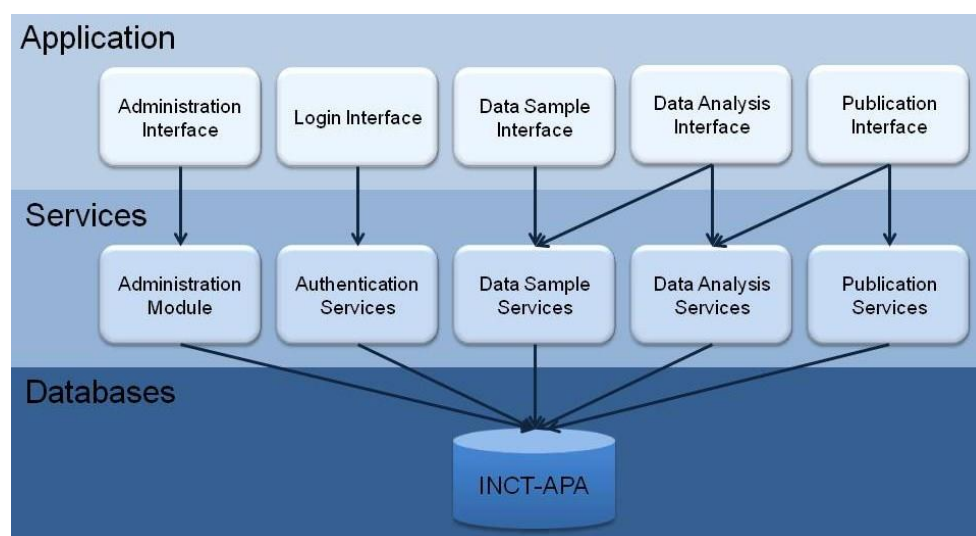 Application
Administration
Interface
Login Interface
Data Sample
Interface
Data Analysis
Interface
Publication
Interface
Services
Administration
Module
Authentication
Services
Data Sample
Services
Data Analysis
Services
Publication
Services
Databases
INCT-APA